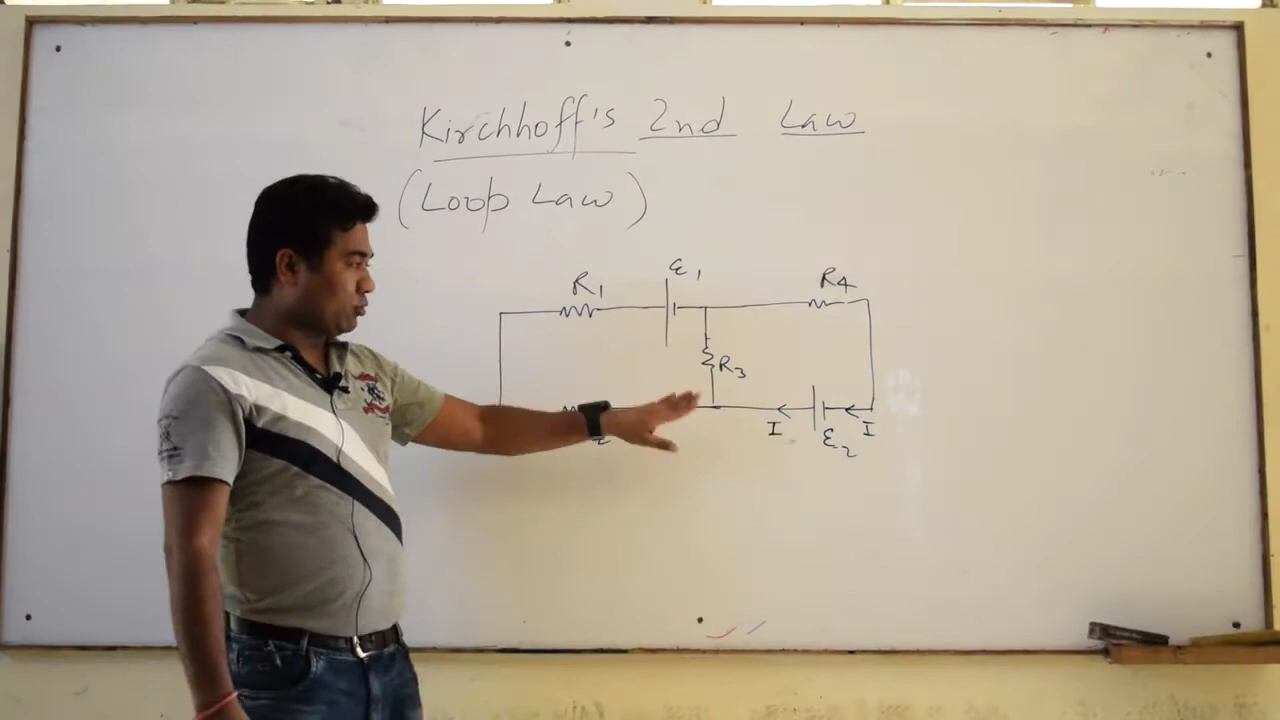 Kirchhoff's 2nd Law
(Loop Law)
ε1
R1
R4
R3
I
ε2
I